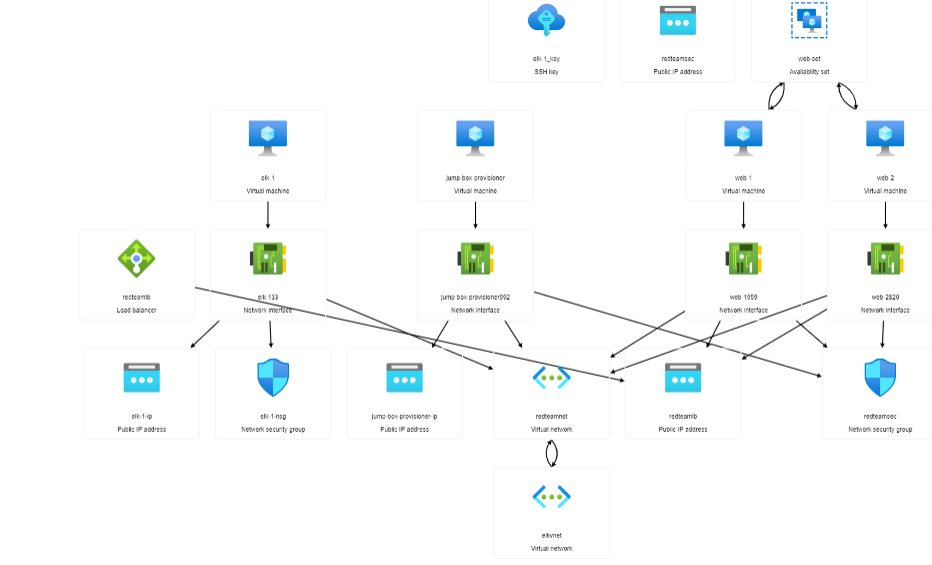 elk-1_key
SSH key
redteamsec
Public IP address
web-set
Availability set
elk-1
Virtual machine
jump-box-provisioner
Virtual machine
web-1
Virtual machine
web-2
Virtual machine
redteamlb
Load balancer
elk-133
Network interface
jump-box-provisioner992
Network interface
web-1959
Network interface
web-2820
Network interface
elk-1-ip
Public IP address
elk-1-nsg
Network security group
jump-box-provisioner-ip
Public IP address
redteamnet
Virtual network
redteamlb
Public IP address
redteamsec
Network security group
elkvnet
Virtual network